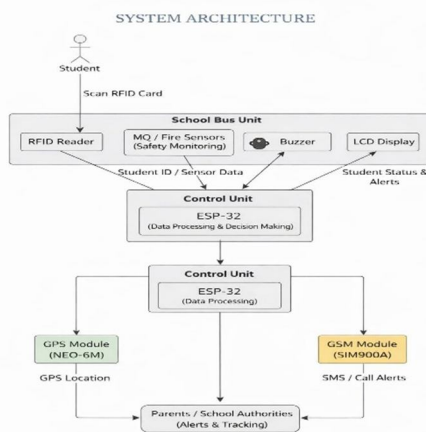 SYSTEM ARCHITECTURE
Student
Scan RFID Card
School Bus Unit
RFID Reader
MQ / Fire Sensors
(Safety Monitoring)
Buzzer
LCD Display
Student ID / Sensor Data
Student Status &
Alerts
Control Unit
ESP-32
(Data Processing & Decision Making)
Control Unit
ESP-32
(Data Processing)
GPS Module
(NEO-6M)
GSM Module
(SIM900A)
GPS Location
SMS / Call Alerts
Parents / School Authorities
(Alerts & Tracking)